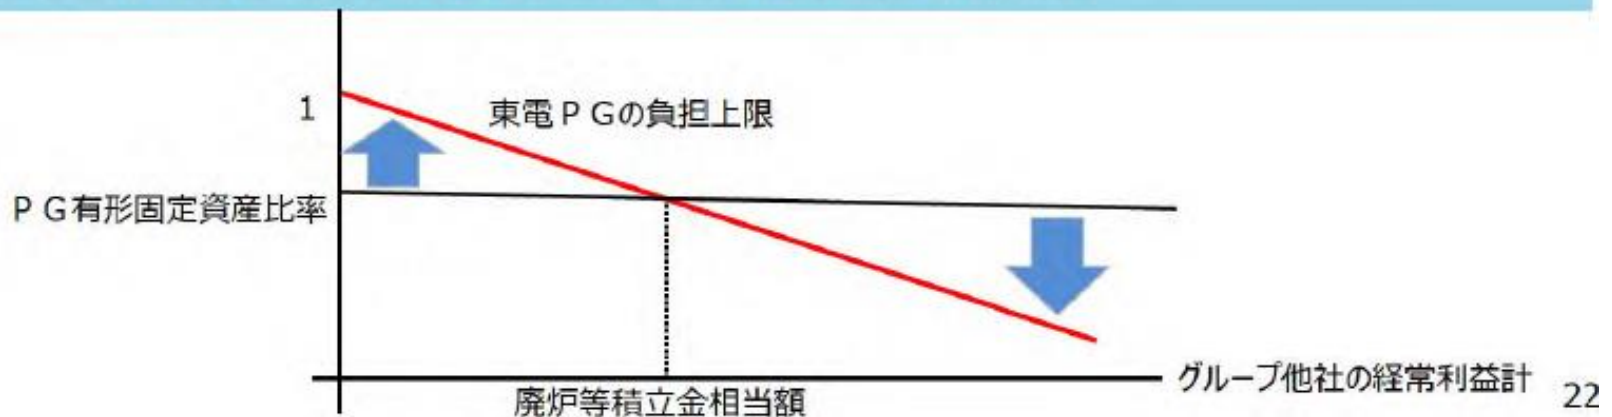 1
東電ＰＧの負担上限
ＰＧ有形固定資産比率
廃炉等積立金相当額
グループ他社の経常利益計
22